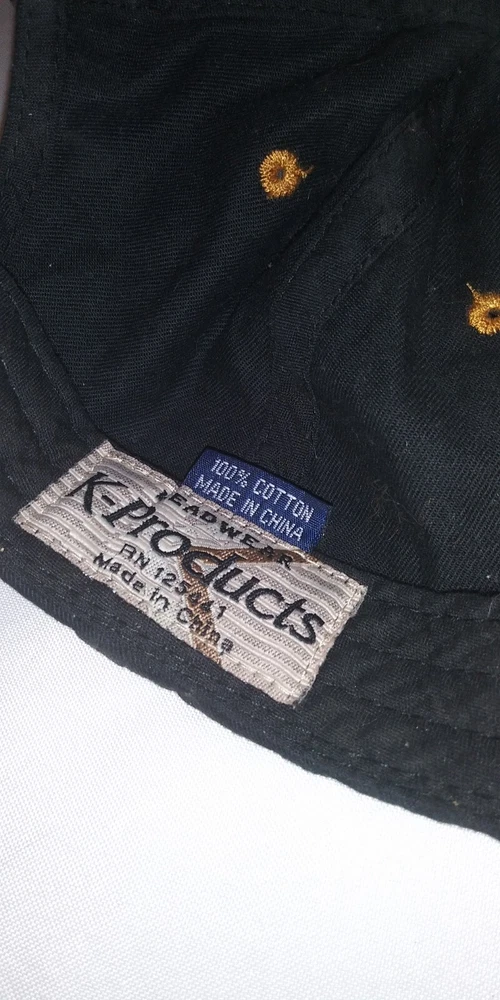 100% COTTON
MADE IN CHINA
HEADWEAR
K-Products
RN
Made in China